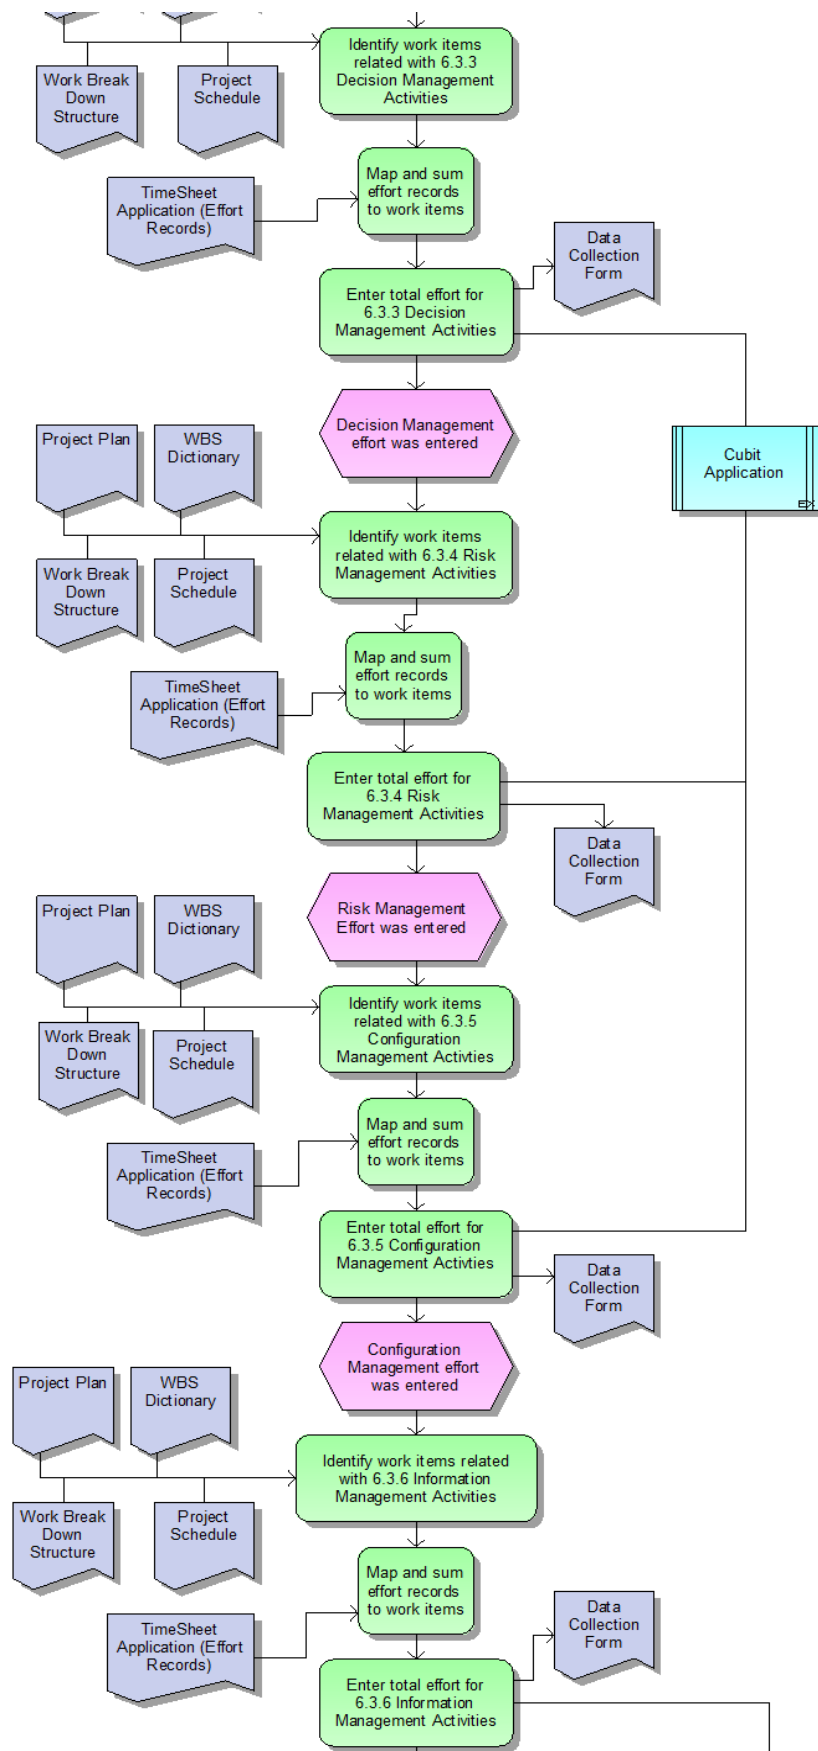 Identify work items
related with 6.3.3
Decision Management
Activities
Work Break
Down
Structure
Project
Schedule
Map and sum
effort records
to work items
TimeSheet
Application (Effort
Records)
Data
Collection
Form
Enter total effort for
6.3.3 Decision
Management Activities
Decision Management
effort was entered
Project Plan
WBS
Dictionary
Cubit
Application
Identify work items
related with 6.3.4 Risk
Management Activities
Work Break
Down
Structure
Project
Schedule
Map and sum
effort records
to work items
TimeSheet
Application (Effort
Records)
Enter total effort for
6.3.4 Risk
Management Activities
Data
Collection
Form
Project Plan
WBS
Dictionary
Risk Management
Effort was entered
Identify work items
related with 6.3.5
Configuration
Management Activties
Work Break
Down
Structure
Project
Schedule
Map and sum
effort records
to work items
TimeSheet
Application (Effort
Records)
Enter total effort for
6.3.5 Configuration
Management Activties
Data
Collection
Form
Configuration
Management effort
was entered
Project Plan
WBS
Dictionary
Identify work items related
with 6.3.6 Information
Management Activities
Work Break
Down
Structure
Project
Schedule
Map and sum
effort records
to work items
TimeSheet
Application (Effort
Records)
Data
Collection
Form
Enter total effort for
6.3.6 Information
Management Activities